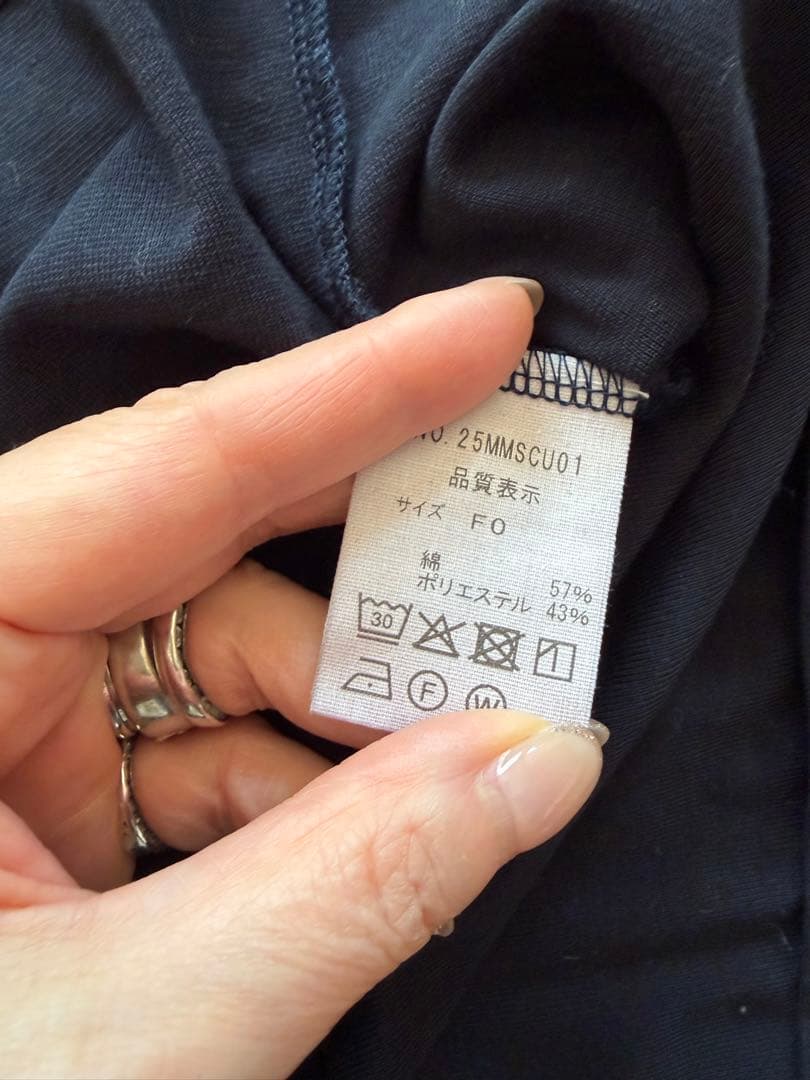 NO. 25MMSCU01
品質表示
サイズ F0
綿 57%
ポリエステル 43%
30
F W